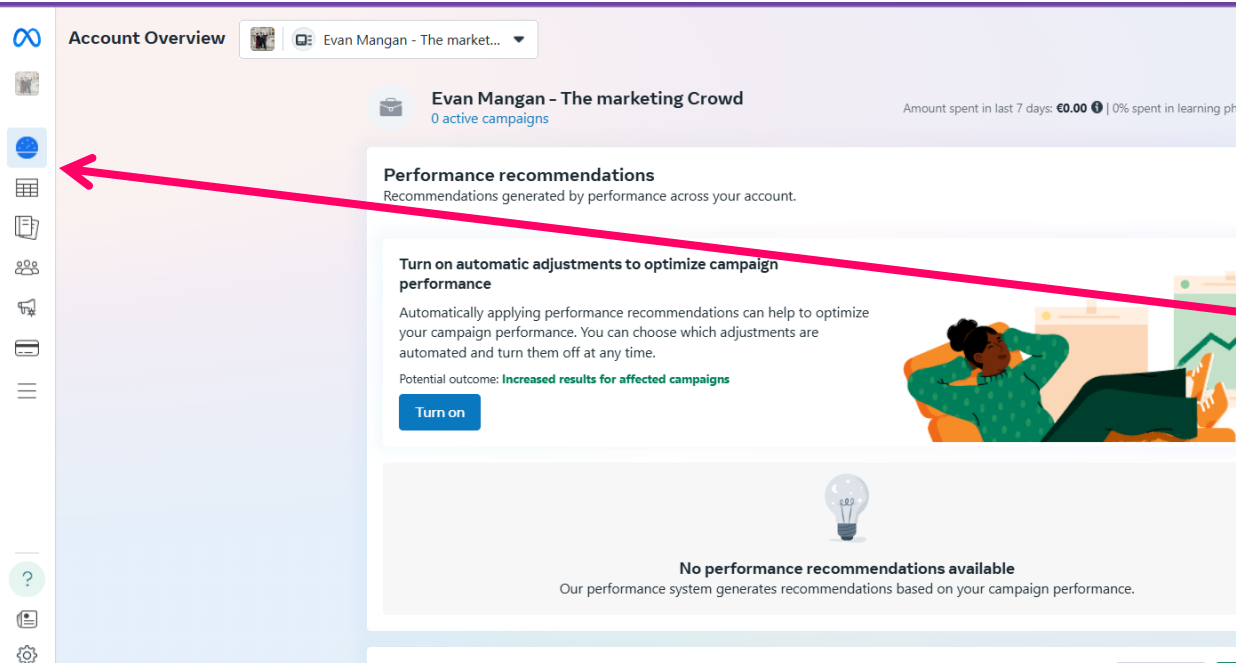 Account Overview
Evan Mangan - The market...
Evan Mangan - The marketing Crowd
0 active campaigns
Amount spent in last 7 days: €0.00 | 0% spent in learning ph
Performance recommendations
Recommendations generated by performance across your account.
Turn on automatic adjustments to optimize campaign
performance
Automatically applying performance recommendations can help to optimize
your campaign performance. You can choose which adjustments are
automated and turn them off at any time.
Potential outcome: Increased results for affected campaigns
Turn on
No performance recommendations available
Our performance system generates recommendations based on your campaign performance.